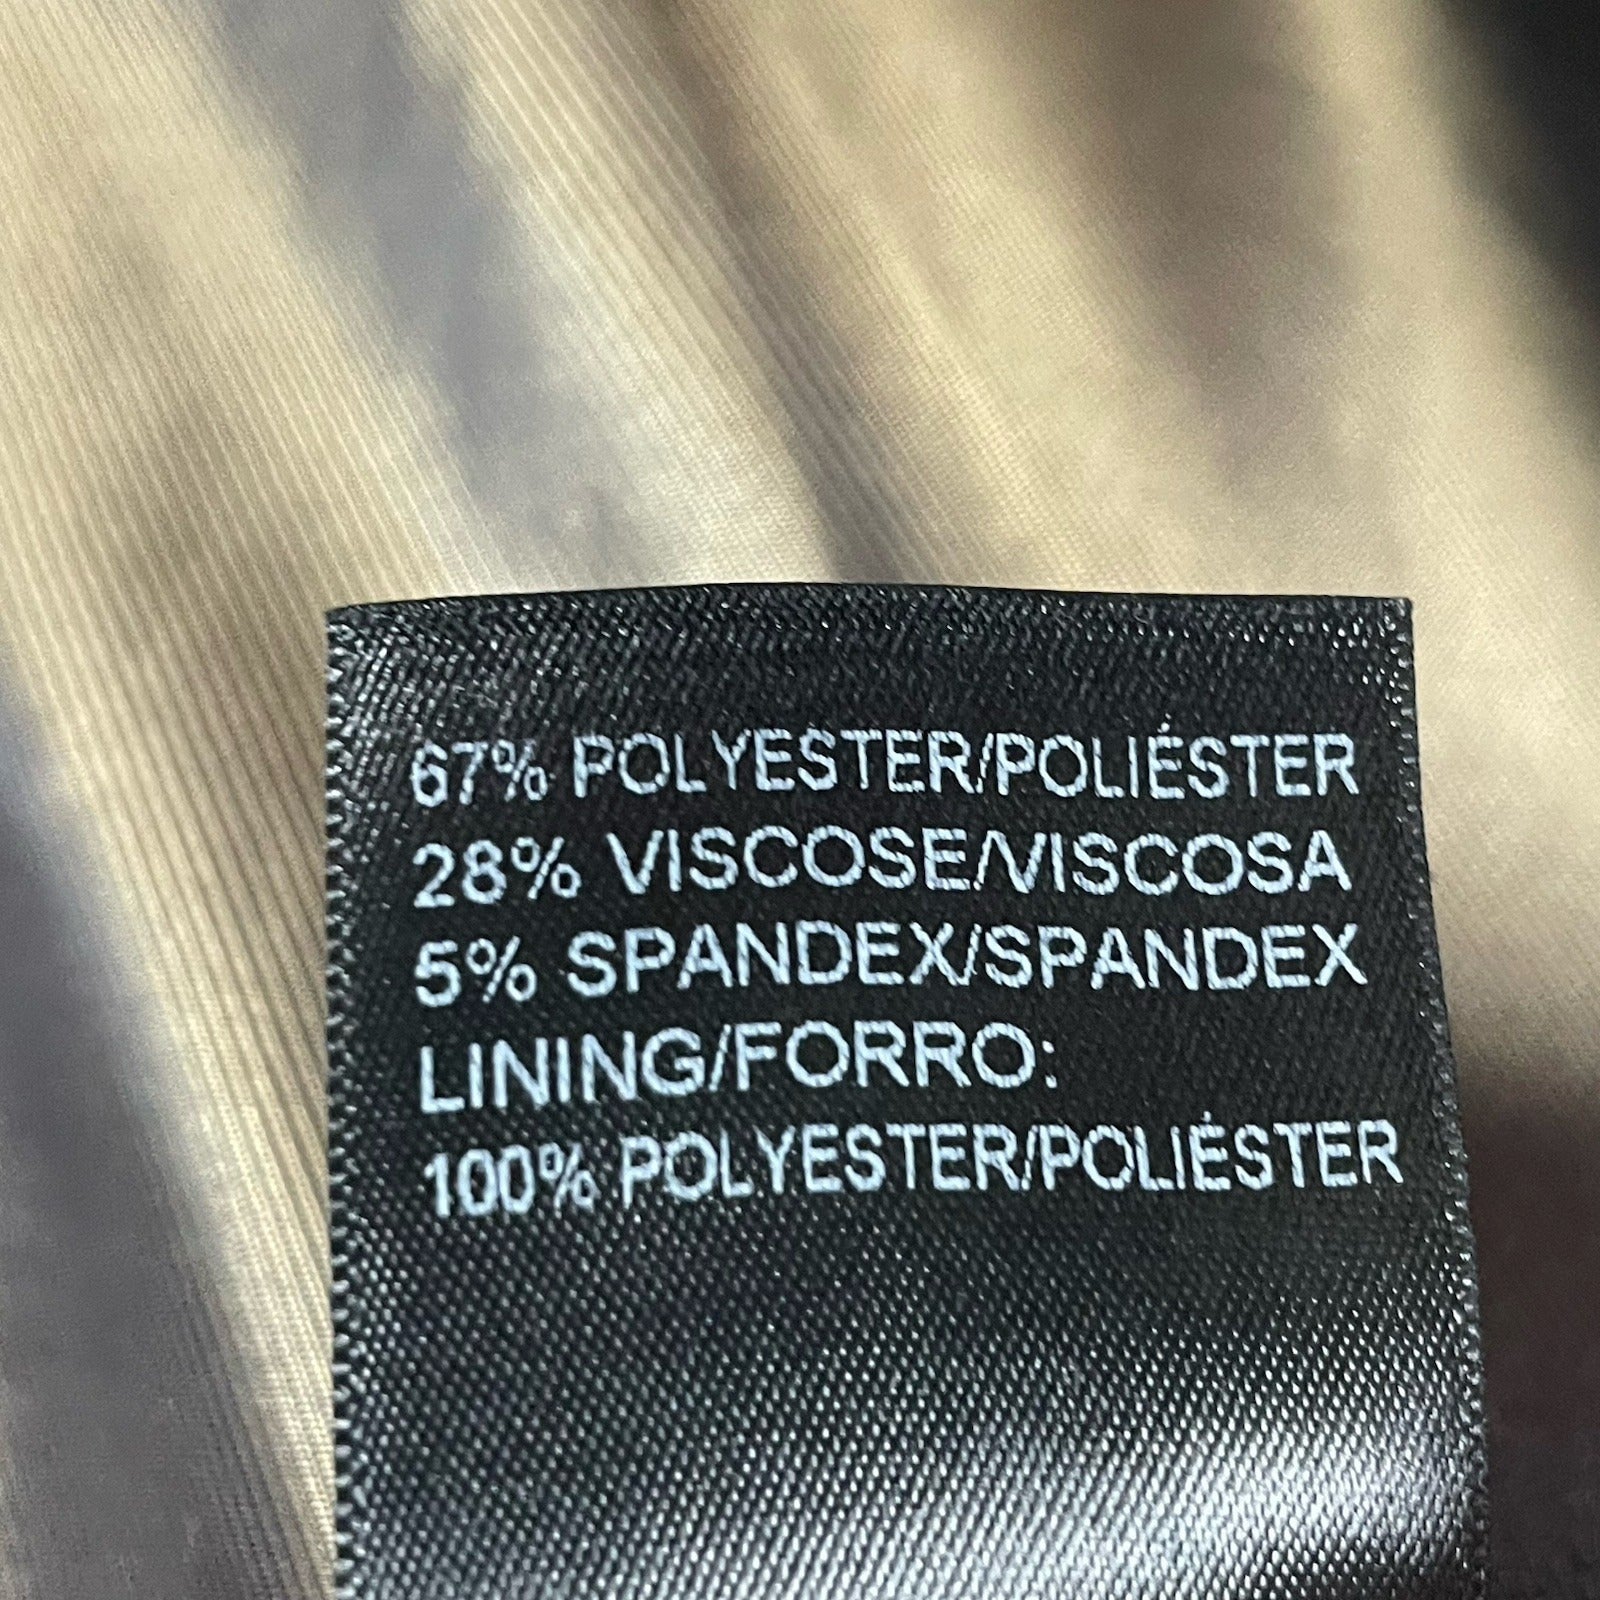 67% POLYESTER/POLIÉSTER
28% VISCOSE/VISCOSA
5% SPANDEX/SPANDEX
LINING/FORRO:
100% POLYESTER/POLIÉSTER